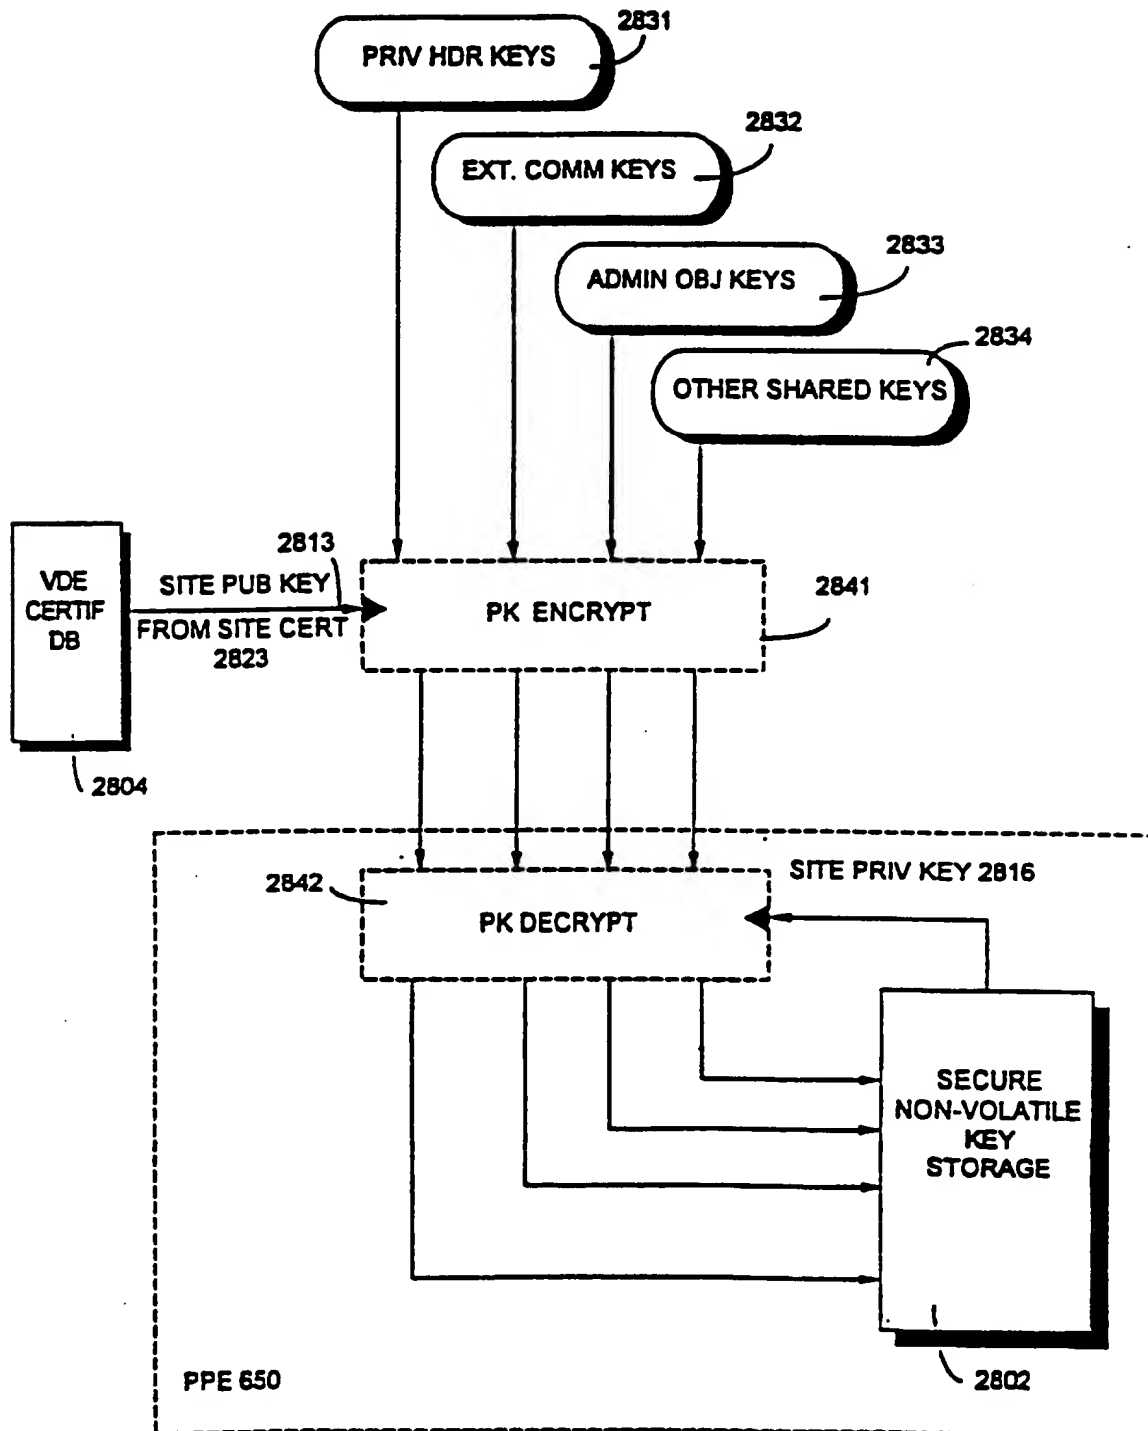 2831
PRIV HDR KEYS
2832
EXT. COMM KEYS
2833
ADMIN OBJ KEYS
2834
OTHER SHARED KEYS
2813
VDE
CERTIF
DB
SITE PUB KEY
FROM SITE CERT
2823
PK ENCRYPT
2841
2804
2842
SITE PRIV KEY 2816
PK DECRYPT
SECURE
NON-VOLATILE
KEY
STORAGE
PPE 650
2802